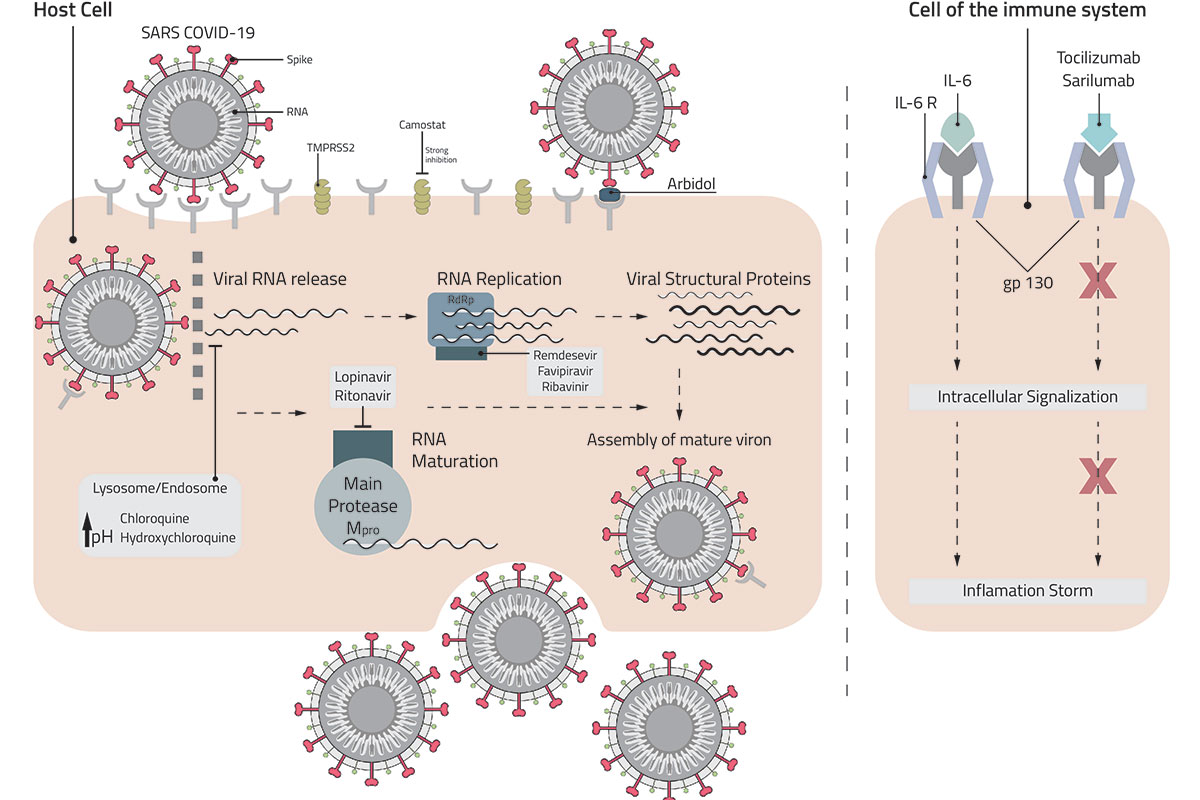 Host Cell
SARS COVID-19
Spike
RNA
TMPRSS2
Camostat
Strong
inhibition
Arbidol
Viral RNA release
RNA Replication
RdRp
Viral Structural Proteins
Remdesevir
Favipiravir
Ribavinir
Lopinavir
Ritonavir
RNA
Maturation
Main
Protease
Mpro
Assembly of mature viron
Lysosome/Endosome
pH
Chloroquine
Hydroxychloroquine
Cell of the immune system
IL-6
IL-6 R
Tocilizumab
Sarilumab
gp 130
Intracellular Signalization
Inflamation Storm